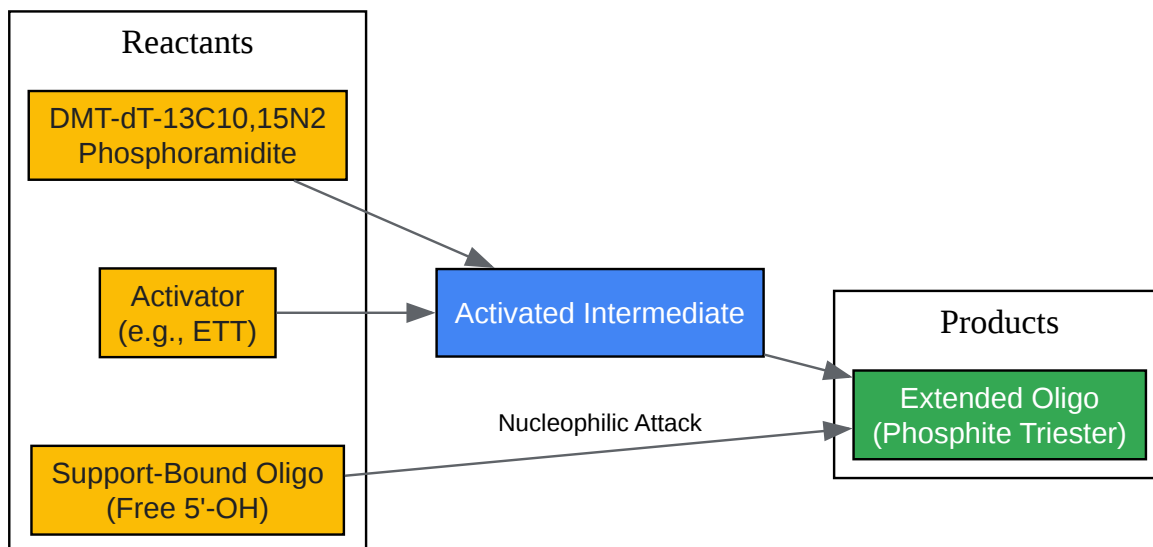 Reactants
DMT-dT-13C10,15N2
Phosphoramidite
Activator
(e.g., ETT)
Activated Intermediate
Products
Extended Oligo
(Phosphite Triester)
Nucleophilic Attack
Support-Bound Oligo
(Free 5'-OH)